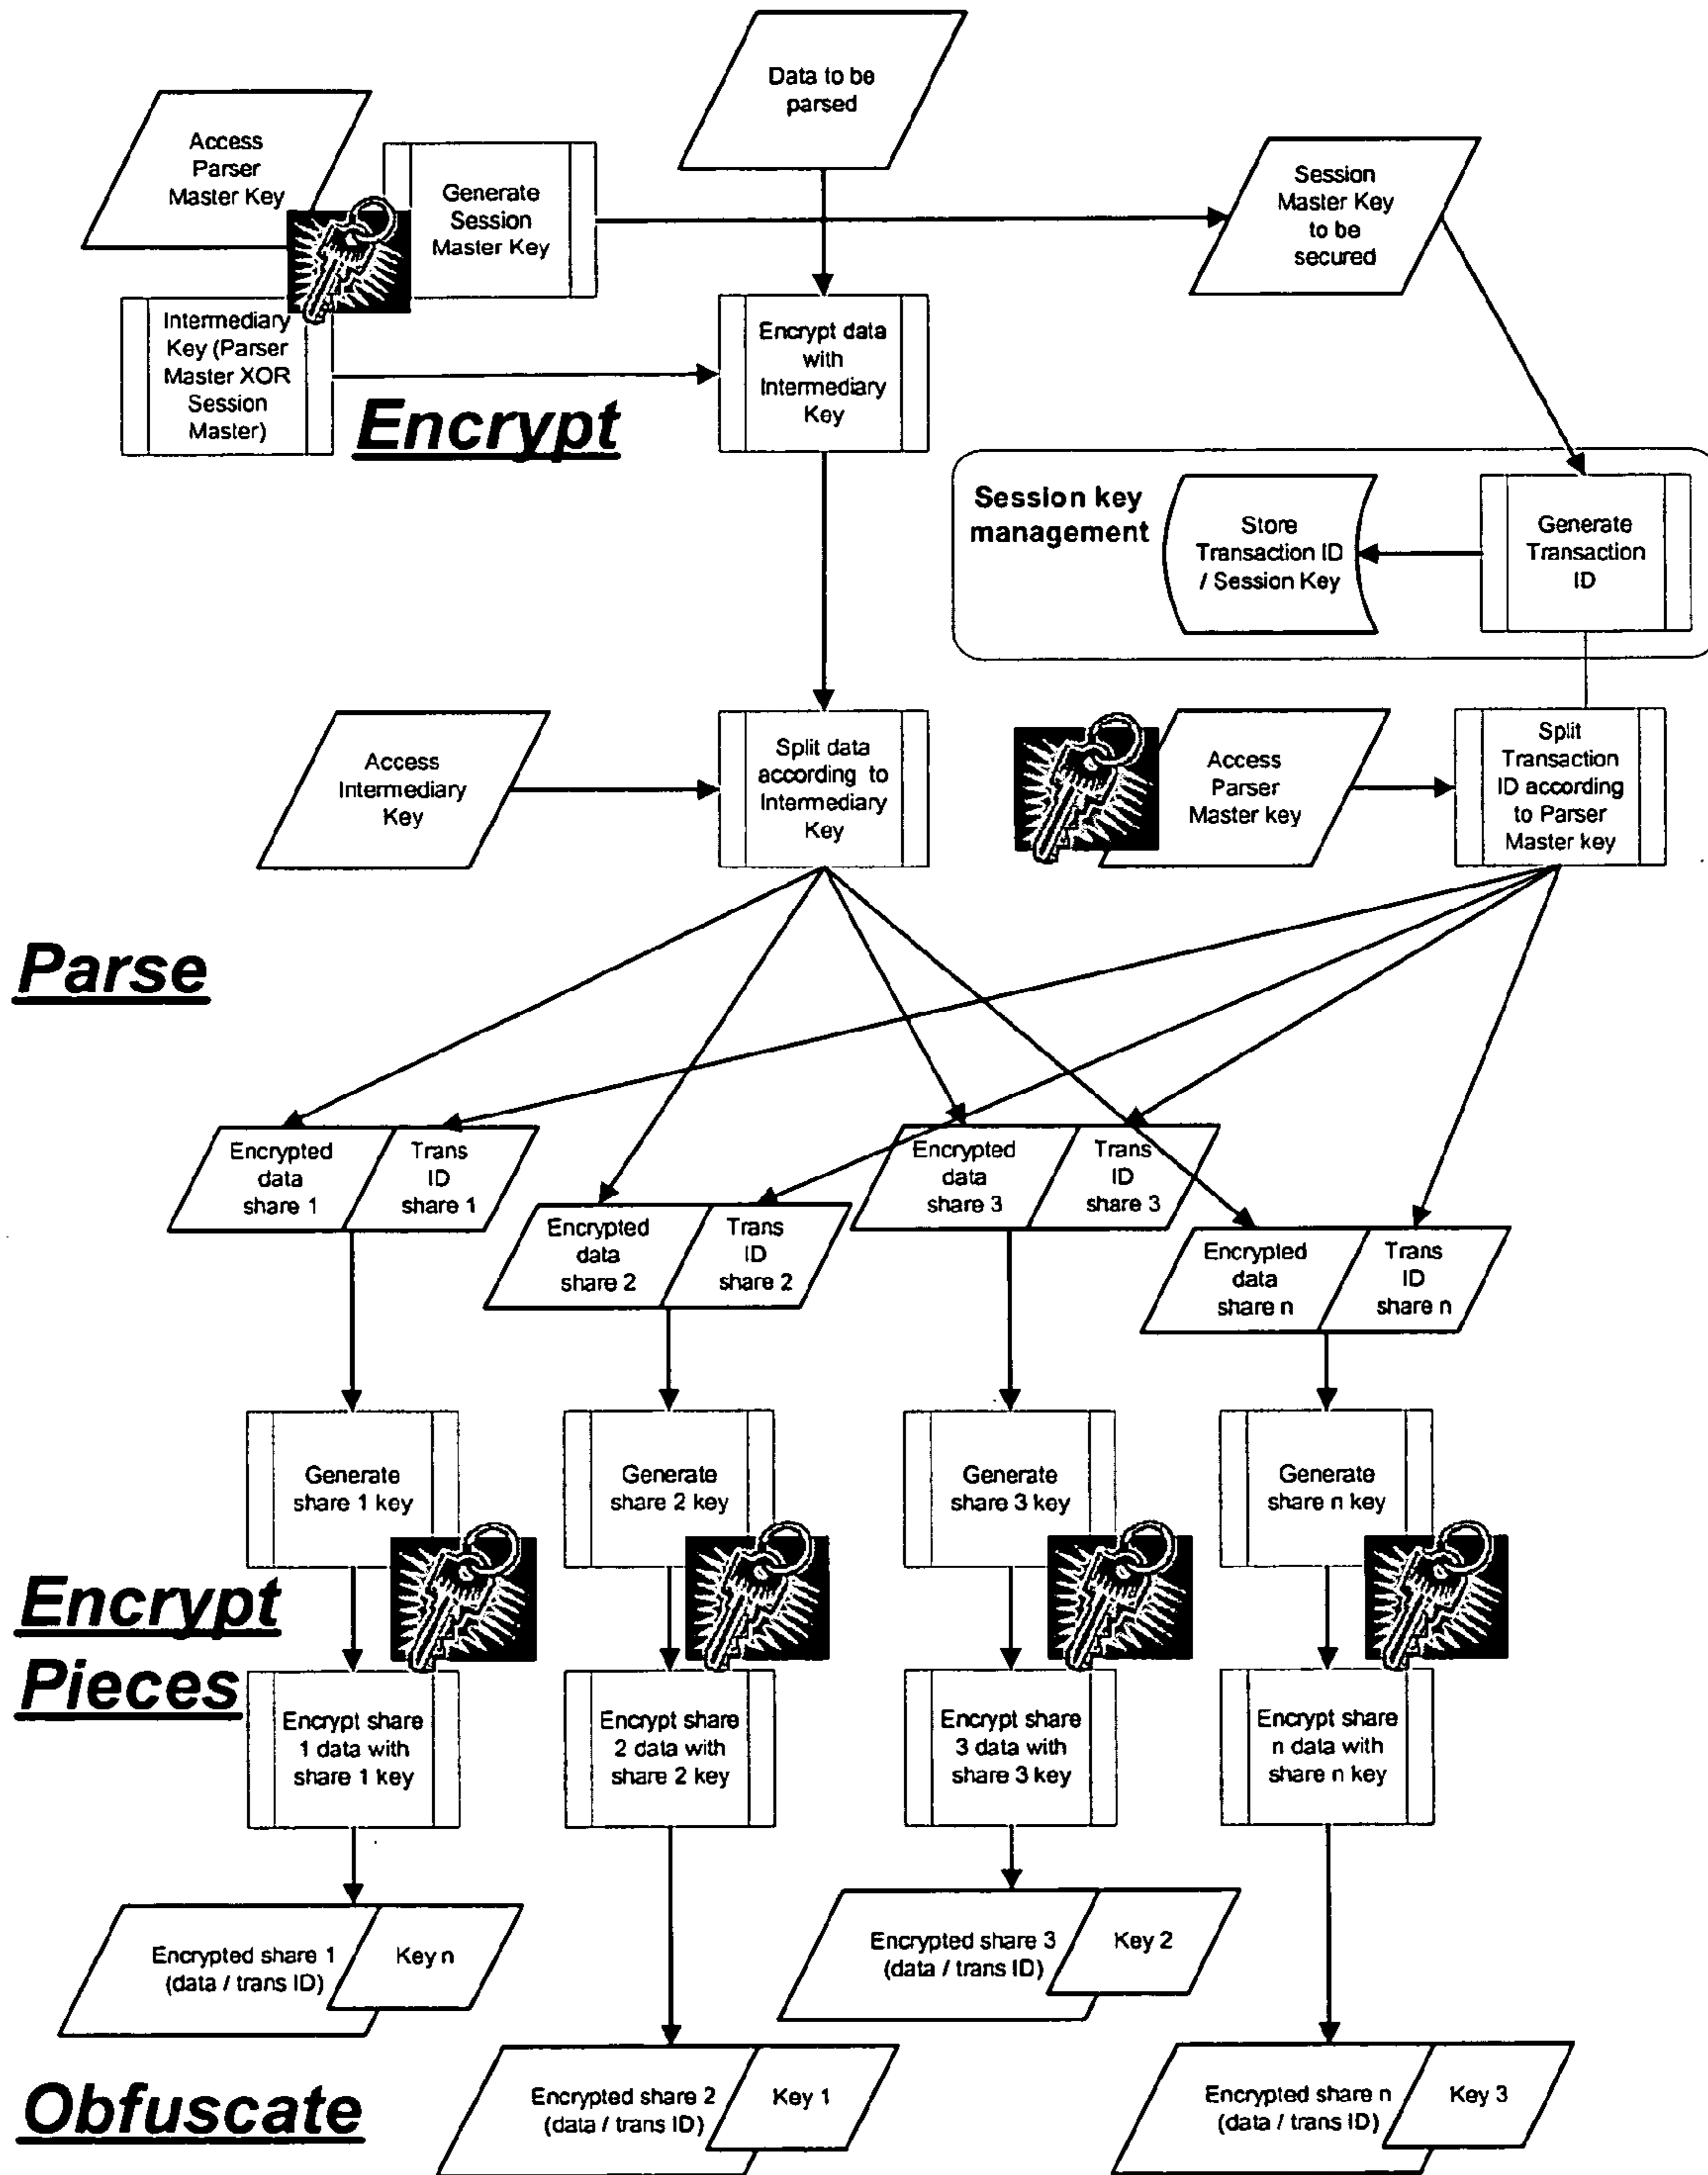 Data to be
parsed
Access
Parser
Master Key
Generate
Session
Master Key
Session
Master Key
to be
secured
Intermediary
Key (Parser
Master XOR
Session
Master)
Encrypt data
with
Intermediary
Key
Encrypt
Session key
management
Store
Transaction ID
/ Session Key
Generate
Transaction
ID
Access
Intermediary
Key
Split data
according to
Intermediary
Key
Access
Parser
Master key
Split
Transaction
ID according
to Parser
Master key
Parse
Encrypted
data
share 1
Trans
ID
share 1
Encrypted
data
share 2
Trans
ID
share 2
Encrypted
data
share 3
Trans
ID
share 3
Encrypted
data
share n
Trans
ID
share n
Generate
share 1 key
Generate
share 2 key
Generate
share 3 key
Generate
share n key
Encrypt
Pieces
Encrypt share
1 data with
share 1 key
Encrypt share
2 data with
share 2 key
Encrypt share
3 data with
share 3 key
Encrypt share
n data with
share n key
Encrypted share 1
(data / trans ID)
Key n
Encrypted share 3
(data / trans ID)
Key 2
Obfuscate
Encrypted share 2
(data / trans ID)
Key 1
Encrypted share n
(data / trans ID)
Key 3